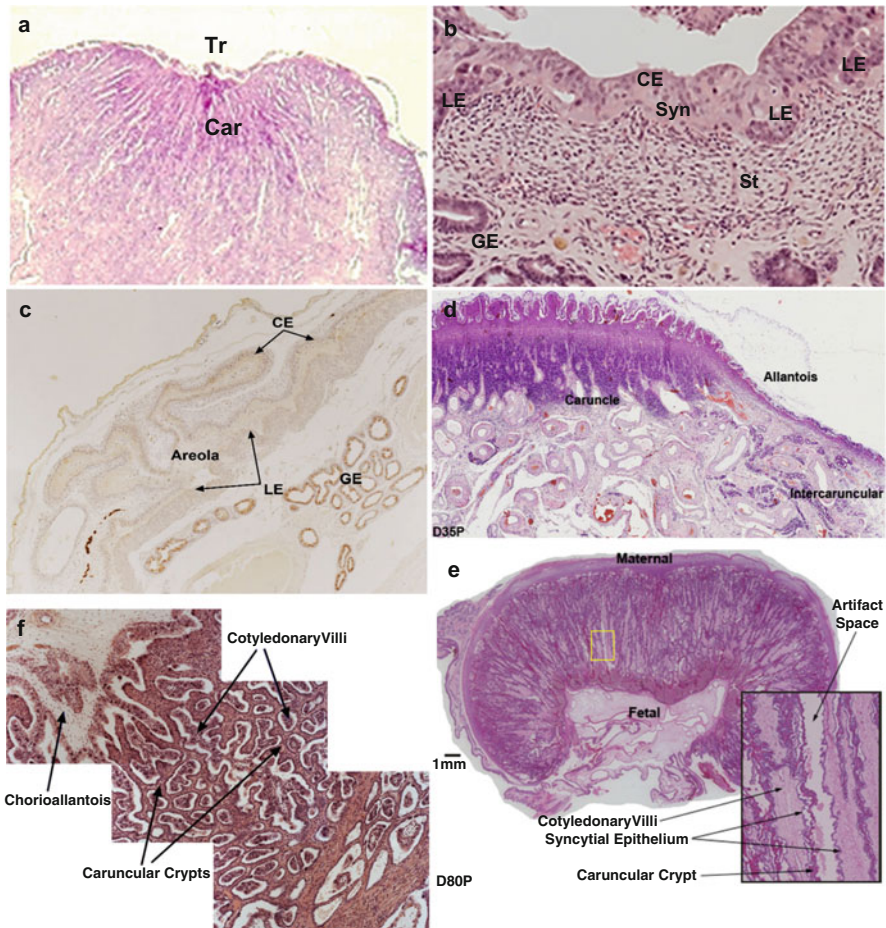 a
Tr
Car
b
CE
LE
LE
Syn
LE
St
GE
c
CE
Areola
LE
GE
d
Allantois
Caruncle
Intercaruncular
D35P
e
Maternal
Artifact
Space
Fetal
1mm
CotyledonaryVilli
Syncytial Epithelium
Caruncular Crypt
f
CotyledonaryVilli
Chorioallantois
Caruncular Crypts
D80P